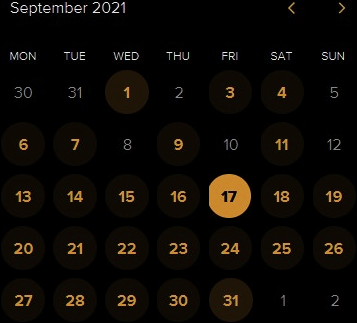 September 2021
MON TUE WED THU FRI SAT SUN
30 31 1 2 3 4 5
6 7 8 9 10 11 12
13 14 15 16 17 18 19
20 21 22 23 24 25 26
27 28 29 30 31 1 2